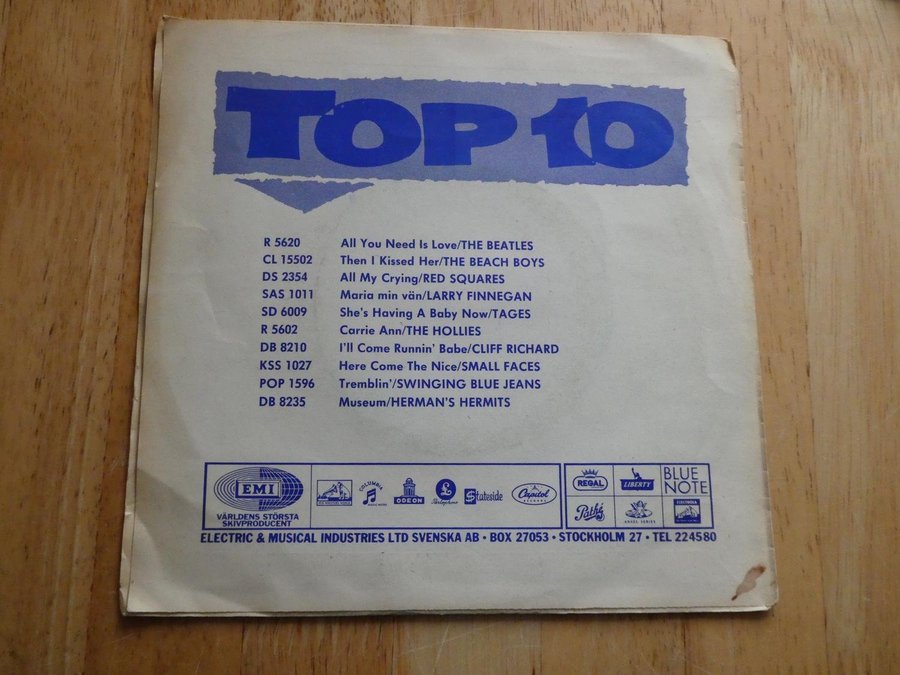 TOP 10
R 5620 All You Need Is Love/THE BEATLES
CL 15502 Then I Kissed Her/THE BEACH BOYS
DS 2354 All My Crying/RED SQUARES
SAS 1011 Maria min vän/LARRY FINNEGAN
SD 6009 She's Having A Baby Now/TAGES
R 5602 Carrie Ann/THE HOLLIES
DB 8210 I'll Come Runnin' Babe/CLIFF RICHARD
KSS 1027 Here Come The Nice/SMALL FACES
POP 1596 Tremblin'/SWINGING BLUE JEANS
DB 8235 Museum/HERMAN'S HERMITS
EMI
VÄRLDENS STÖRSTA
SKIVPRODUCENT
COLUMBIA
ODEON
Parlophone
Stateside
Capitol
RECORDS
REGAL
LIBERTY
BLUE
NOTE
Pathé
ANGEL SERIES
ELECTROLA
ELECTRIC & MUSICAL INDUSTRIES LTD SVENSKA AB • BOX 27053 • STOCKHOLM 27 • TEL 224580